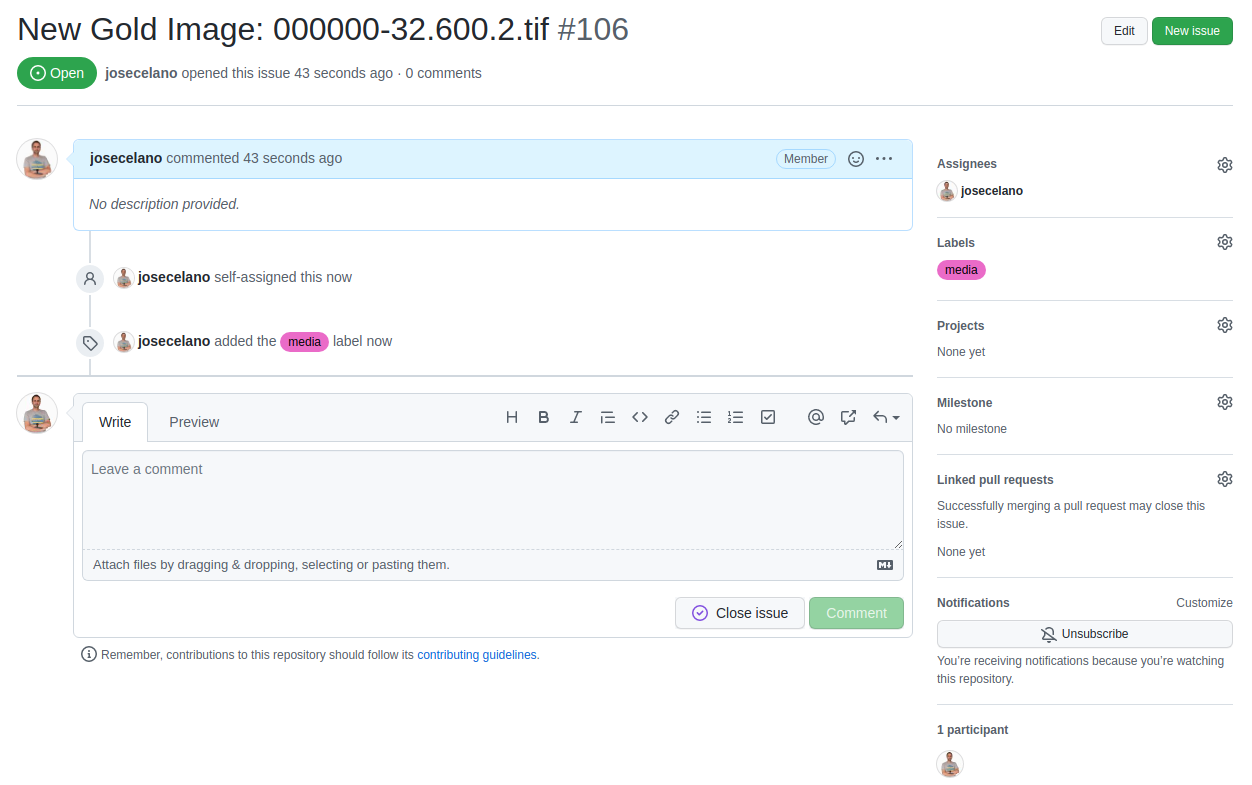 New Gold Image: 000000-32.600.2.tif #106
Edit
New issue
Open
josecelano opened this issue 43 seconds ago · 0 comments
josecelano commented 43 seconds ago
Member
No description provided.
josecelano self-assigned this now
josecelano added the media label now
Write
Preview
Leave a comment
Attach files by dragging & dropping, selecting or pasting them.
Close issue
Comment
Remember, contributions to this repository should follow its contributing guidelines.
Assignees
josecelano
Labels
media
Projects
None yet
Milestone
No milestone
Linked pull requests
Successfully merging a pull request may close this
issue.
None yet
Notifications
Customize
Unsubscribe
You're receiving notifications because you're watching
this repository.
1 participant